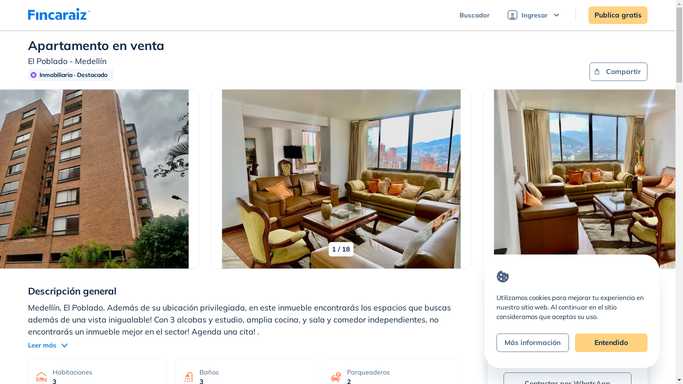 Fincaraiz
Buscador
Ingresar
Publica gratis
Apartamento en venta
El Poblado - Medellín
Inmobiliaria · Destacado
Compartir
1 / 18
Descripción general
Medellín, El Poblado. Además de su ubicación privilegiada, en este inmueble encontrarás los espacios que buscas
además de una vista inigualable! Con 3 alcobas y estudio, amplia cocina, y sala y comedor independientes, no
encontrarás un inmueble mejor en el sector! Agenda una cita! .
Leer más
Habitaciones
3
Baños
3
Parqueaderos
2
Utilizamos cookies para mejorar tu experiencia en
nuestro sitio web. Al continuar en el sitio
consideramos que aceptas su uso.
Más información
Entendido
Contactar por WhatsApp